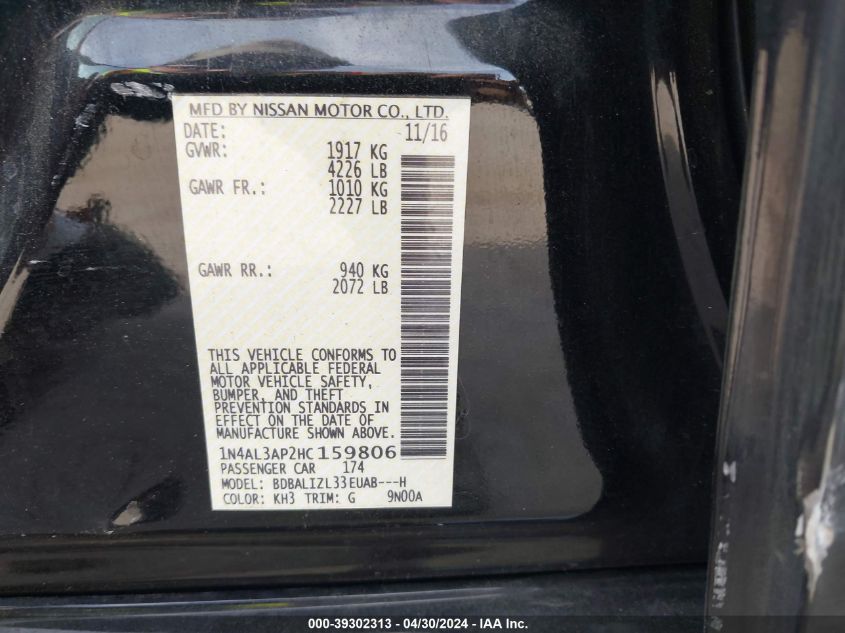 MFD BY NISSAN MOTOR CO., LTD.
DATE: 11/16
GVWR: 1917 KG
4226 LB
GAWR FR.: 1010 KG
2227 LB
GAWR RR.: 940 KG
2072 LB
THIS VEHICLE CONFORMS TO
ALL APPLICABLE FEDERAL
MOTOR VEHICLE SAFETY,
BUMPER, AND THEFT
PREVENTION STANDARDS IN
EFFECT ON THE DATE OF
MANUFACTURE SHOWN ABOVE.
1N4AL3AP2HC159806
PASSENGER CAR 174
MODEL: BDBALIZL33EUAB---H
COLOR: KH3 TRIM: G 9N00A
000-39302313 - 04/30/2024 - IAA Inc.